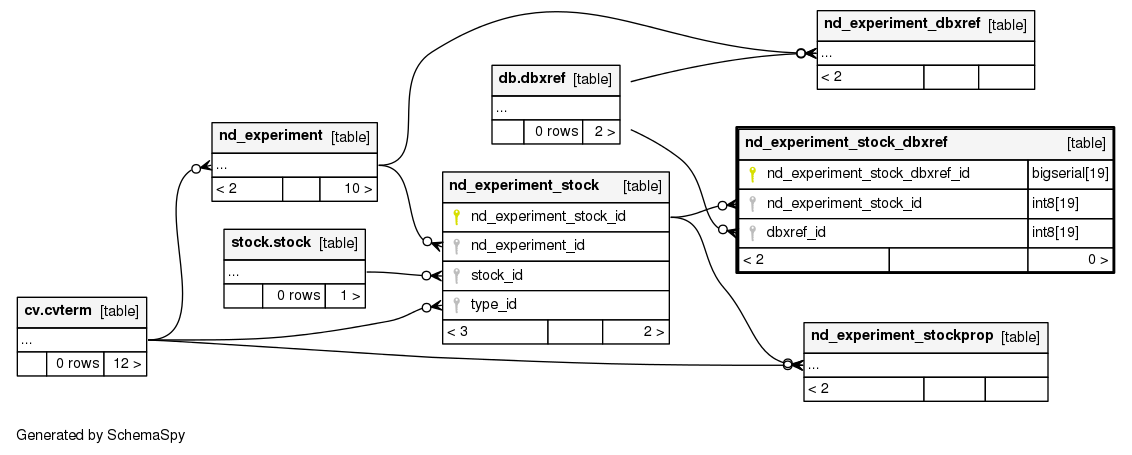 nd_experiment_dbxref [table]
...
< 2
db.dbxref [table]
...
0 rows 2 >
nd_experiment [table]
...
< 2 10 >
nd_experiment_stock_dbxref [table]
nd_experiment_stock_dbxref_id bigserial[19]
nd_experiment_stock_id int8[19]
dbxref_id int8[19]
< 2 0 >
nd_experiment_stock [table]
nd_experiment_stock_id
nd_experiment_id
stock_id
type_id
< 3 2 >
stock.stock [table]
...
0 rows 1 >
cv.cvterm [table]
...
0 rows 12 >
nd_experiment_stockprop [table]
...
< 2
Generated by SchemaSpy